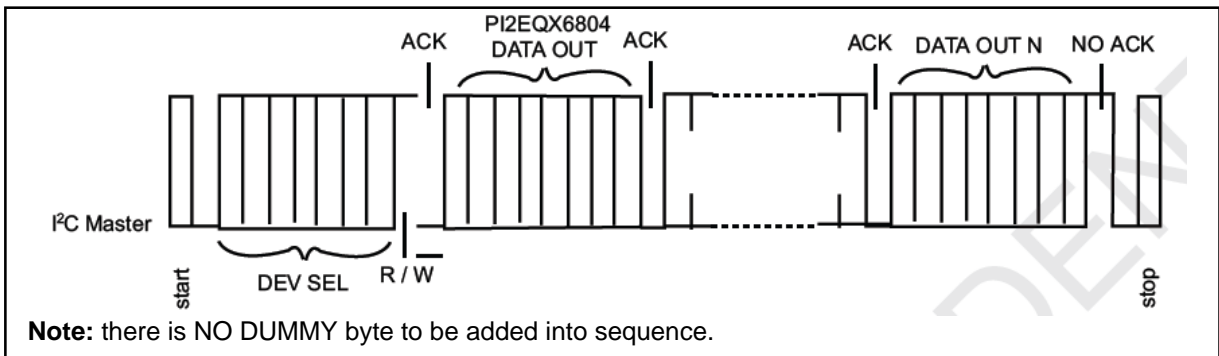 PI2EQX6804
ACK DATA OUT ACK ACK DATA OUT N NO ACK
I²C Master
start DEV SEL R / W stop
Note: there is NO DUMMY byte to be added into sequence.